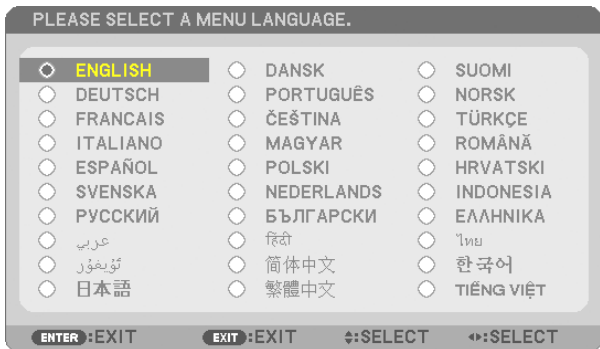 PLEASE SELECT A MENU LANGUAGE.
ENGLISH DANSK SUOMI
DEUTSCH PORTUGUÊS NORSK
FRANCAIS ČEŠTINA TÜRKÇE
ITALIANO MAGYAR ROMÂNĂ
ESPAÑOL POLSKI HRVATSKI
SVENSKA NEDERLANDS INDONESIA
РУССКИЙ БЪЛГАРСКИ ΕΛΛΗΝΙΚΑ
عربي हिंदी ไทย
ئۇيغۇر 简体中文 한국어
日本語 繁體中文 TIẾNG VIỆT
ENTER :EXIT EXIT :EXIT :SELECT :SELECT